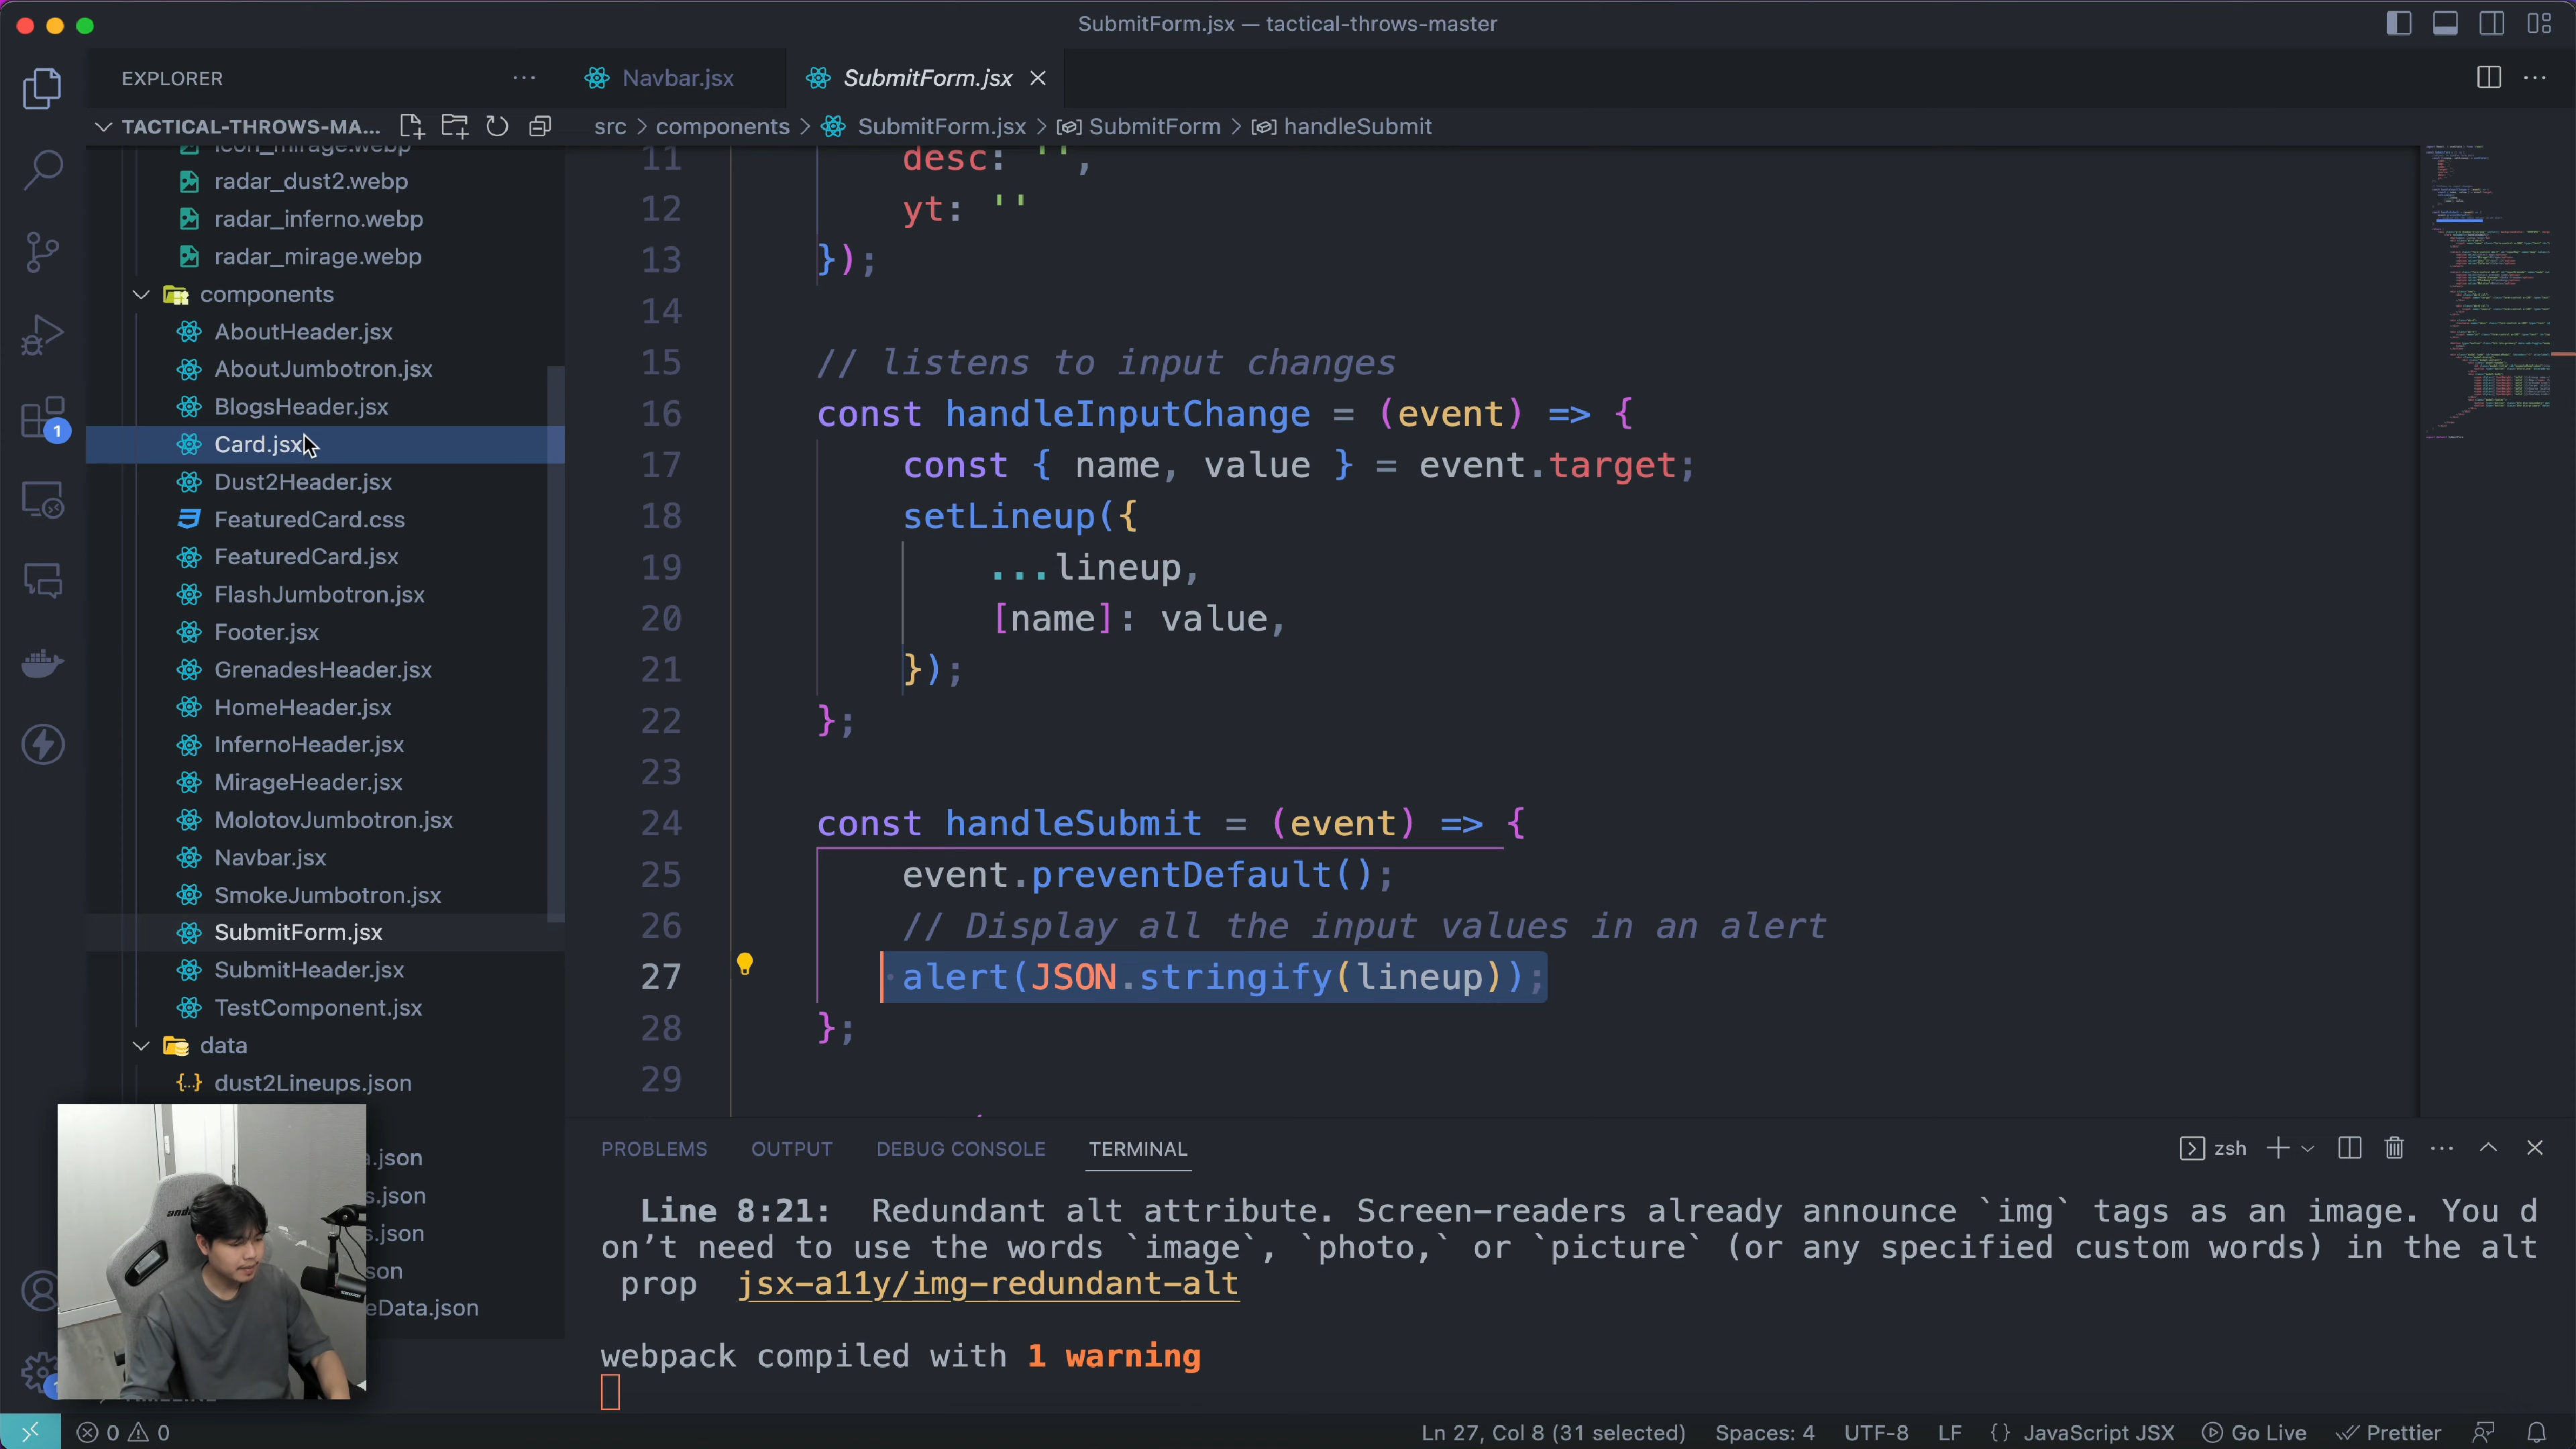 SubmitForm.jsx — tactical-throws-master
EXPLORER
Navbar.jsx
SubmitForm.jsx
TACTICAL-THROWS-MA...
src > components > SubmitForm.jsx > SubmitForm > handleSubmit
icon_mirage.webp
radar_dust2.webp
radar_inferno.webp
radar_mirage.webp
components
AboutHeader.jsx
AboutJumbotron.jsx
BlogsHeader.jsx
Card.jsx
Dust2Header.jsx
FeaturedCard.css
FeaturedCard.jsx
FlashJumbotron.jsx
Footer.jsx
GrenadesHeader.jsx
HomeHeader.jsx
InfernoHeader.jsx
MirageHeader.jsx
MolotovJumbotron.jsx
Navbar.jsx
SmokeJumbotron.jsx
SubmitForm.jsx
SubmitHeader.jsx
TestComponent.jsx
data
dust2Lineups.json
.json
s.json
s.json
son
eData.json
1
11 desc: '',
12 yt: ''
13 });
14
15 // listens to input changes
16 const handleInputChange = (event) => {
17 const { name, value } = event.target;
18 setLineup({
19 ...lineup,
20 [name]: value,
21 });
22 };
23
24 const handleSubmit = (event) => {
25 event.preventDefault();
26 // Display all the input values in an alert
27 alert(JSON.stringify(lineup));
28 };
29
PROBLEMS OUTPUT DEBUG CONSOLE TERMINAL
zsh
Line 8:21: Redundant alt attribute. Screen-readers already announce `img` tags as an image. You d
on't need to use the words `image`, `photo,` or `picture` (or any specified custom words) in the alt
prop jsx-a11y/img-redundant-alt
webpack compiled with 1 warning
0 0
Ln 27, Col 8 (31 selected) Spaces: 4 UTF-8 LF {} JavaScript JSX Go Live Prettier